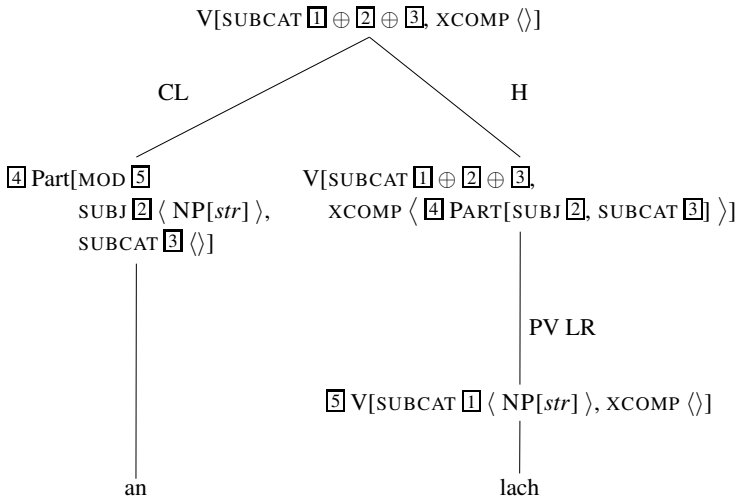 V[SUBCAT 1 ⊕ 2 ⊕ 3, XCOMP ⟨⟩]
CL H
4 Part[MOD 5 V[SUBCAT 1 ⊕ 2 ⊕ 3,
SUBJ 2 ⟨ NP[str] ⟩, XCOMP ⟨ 4 PART[SUBJ 2, SUBCAT 3] ⟩]
SUBCAT 3 ⟨⟩]
PV LR
5 V[SUBCAT 1 ⟨ NP[str] ⟩, XCOMP ⟨⟩]
an lach